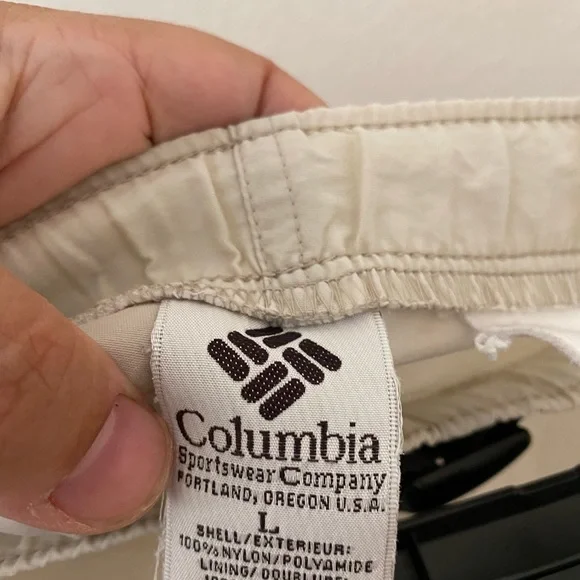 Columbia
Sportswear Company
PORTLAND, OREGON U.S.A.
L
SHELL/EXTERIEUR:
100%NYLON/POLYAMIDE
LINING/DOUBLURE: